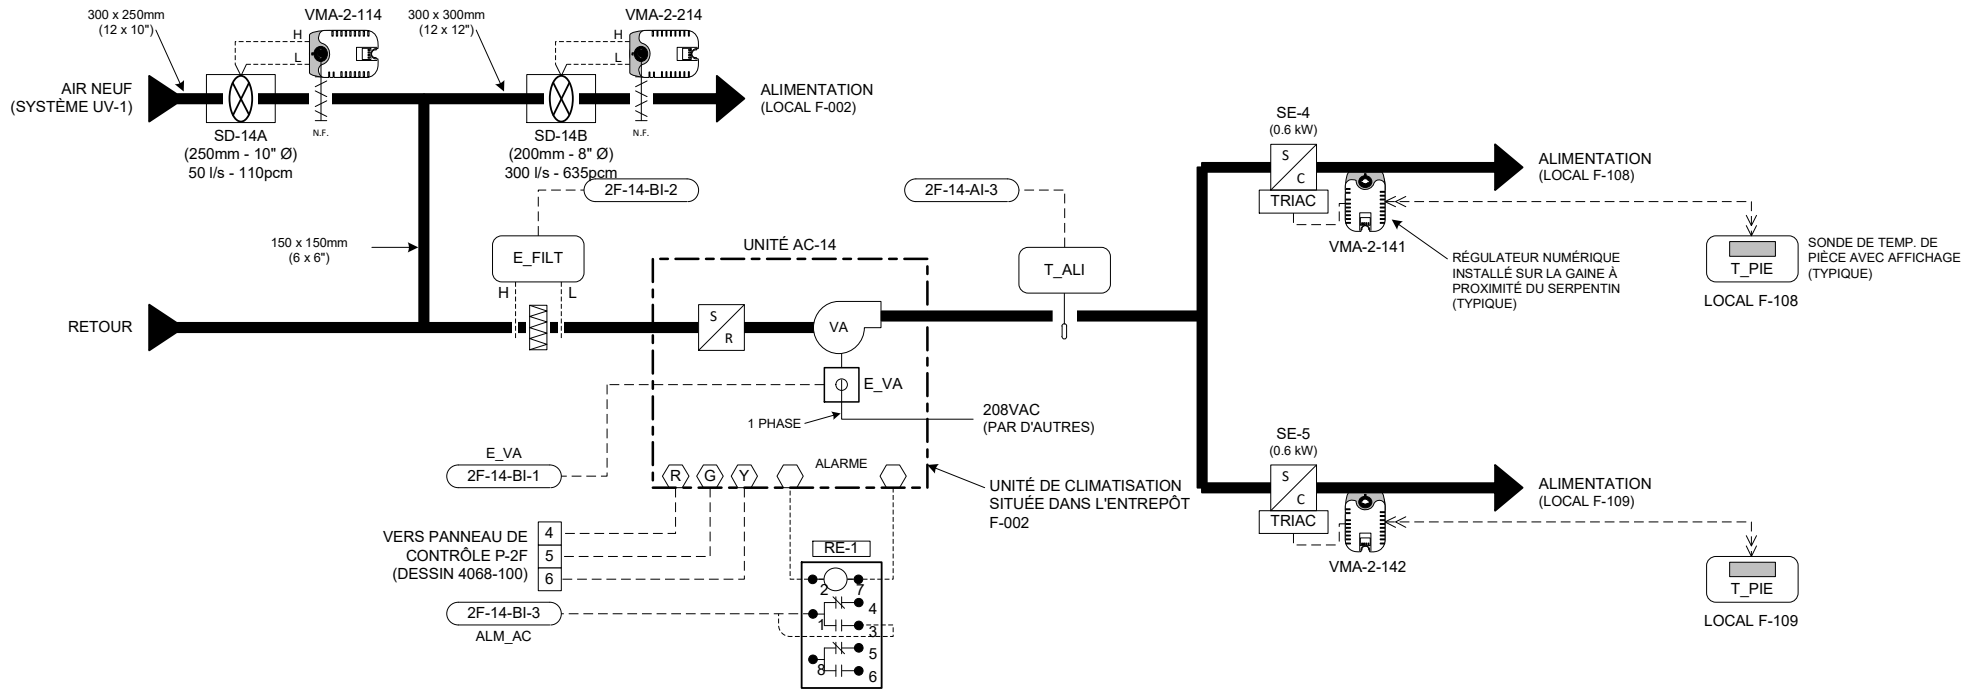 300 x 250mm
(12 x 10")
VMA-2-114
H
L
300 x 300mm
(12 x 12")
VMA-2-214
H
L
AIR NEUF
(SYSTÈME UV-1)
N.F.
SD-14A
(250mm - 10" Ø)
50 l/s - 110pcm
N.F.
SD-14B
(200mm - 8" Ø)
300 l/s - 635pcm
ALIMENTATION
(LOCAL F-002)
2F-14-BI-2
2F-14-AI-3
150 x 150mm
(6 x 6")
E_FILT
H
L
UNITÉ AC-14
T_ALI
RETOUR
S
R
VA
E_VA
1 PHASE
208VAC
(PAR D'AUTRES)
E_VA
2F-14-BI-1
R
G
Y
ALARME
UNITÉ DE CLIMATISATION
SITUÉE DANS L'ENTREPÔT
F-002
VERS PANNEAU DE
CONTRÔLE P-2F
(DESSIN 4068-100)
4
5
6
RE-1
2
7
4
1
3
5
8
6
2F-14-BI-3
ALM_AC
SE-4
(0.6 kW)
S
C
TRIAC
ALIMENTATION
(LOCAL F-108)
VMA-2-141
RÉGULATEUR NUMÉRIQUE
INSTALLÉ SUR LA GAINE À
PROXIMITÉ DU SERPENTIN
(TYPIQUE)
T_PIE
LOCAL F-108
SONDE DE TEMP. DE
PIÈCE AVEC AFFICHAGE
(TYPIQUE)
SE-5
(0.6 kW)
S
C
TRIAC
ALIMENTATION
(LOCAL F-109)
VMA-2-142
T_PIE
LOCAL F-109